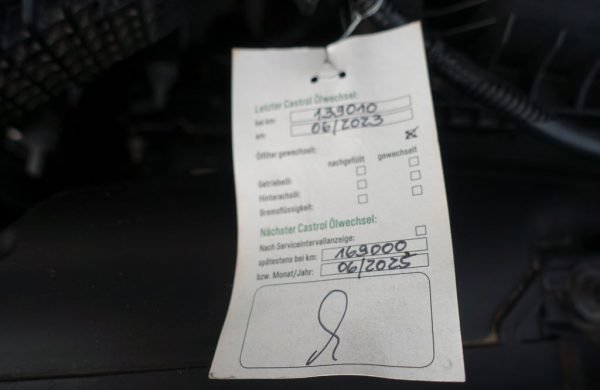 Letzter Castrol Ölwechsel:
bei km: 139010
am: 06/2023
Ölfilter gewechselt:
nachgefüllt gewechselt
Getriebeöl:
Hinterachsöl:
Bremsflüssigkeit:
Nächster Castrol Ölwechsel:
Nach Serviceintervallanzeige:
spätestens bei km: 169000
bzw. Monat/Jahr: 06/2025